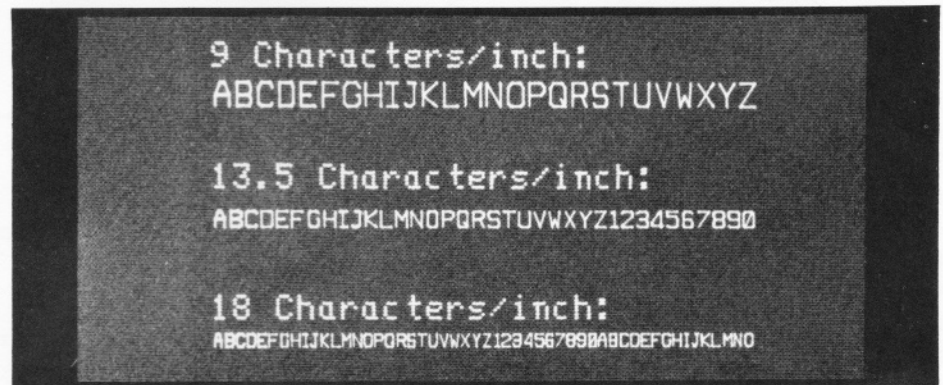 9 Characters/inch:
ABCDEFGHIJKLMNOPQRSTUVWXYZ
13.5 Characters/inch:
ABCDEFGHIJKLMNOPQRSTUVWXYZ1234567890
18 Characters/inch:
ABCDEFGHIJKLMNOPQRSTUVWXYZ1234567890ABCDEFGHIJKLMNO